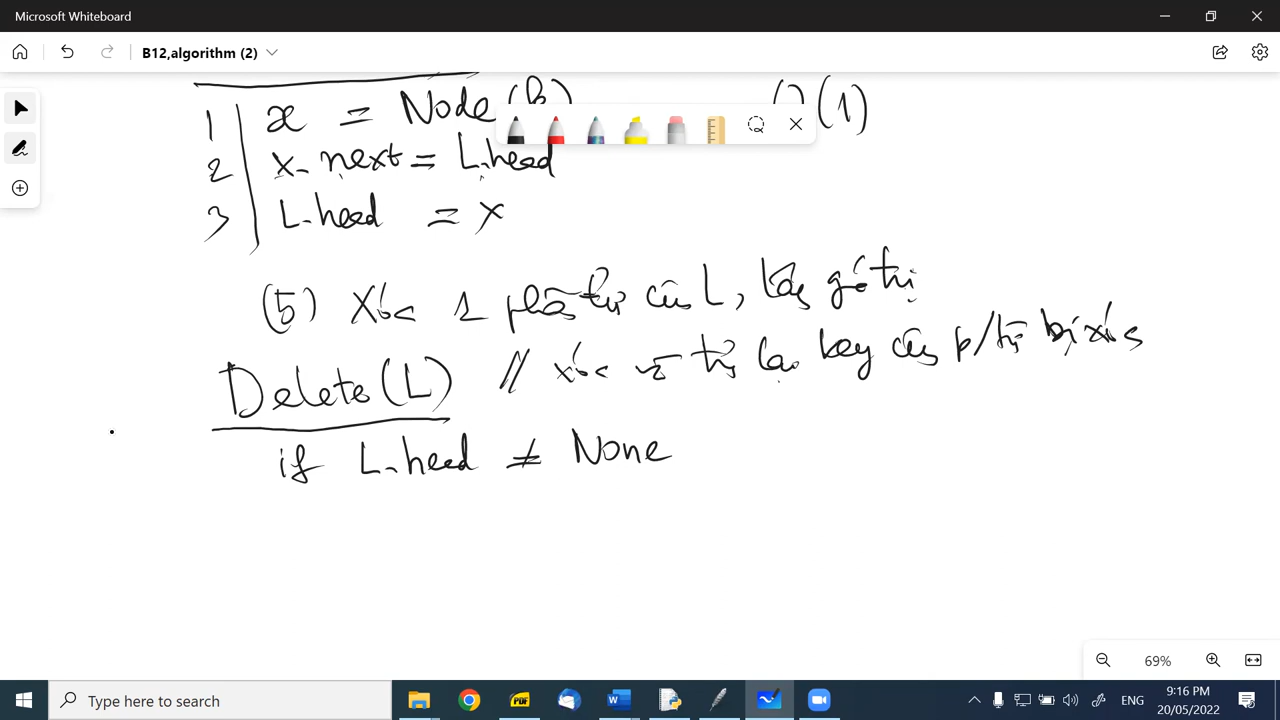 Microsoft Whiteboard
B12,algorithm (2)
1 x = Node(k) O(1)
2 x.next = L.head
3 L.head = x
(5) Xóa 1 phần tử của L, lấy giá trị
Delete(L) // xóa và trả lại key của p/tử bị xóa
if L.head ≠ None
69%
Type here to search
ENG
9:16 PM
20/05/2022